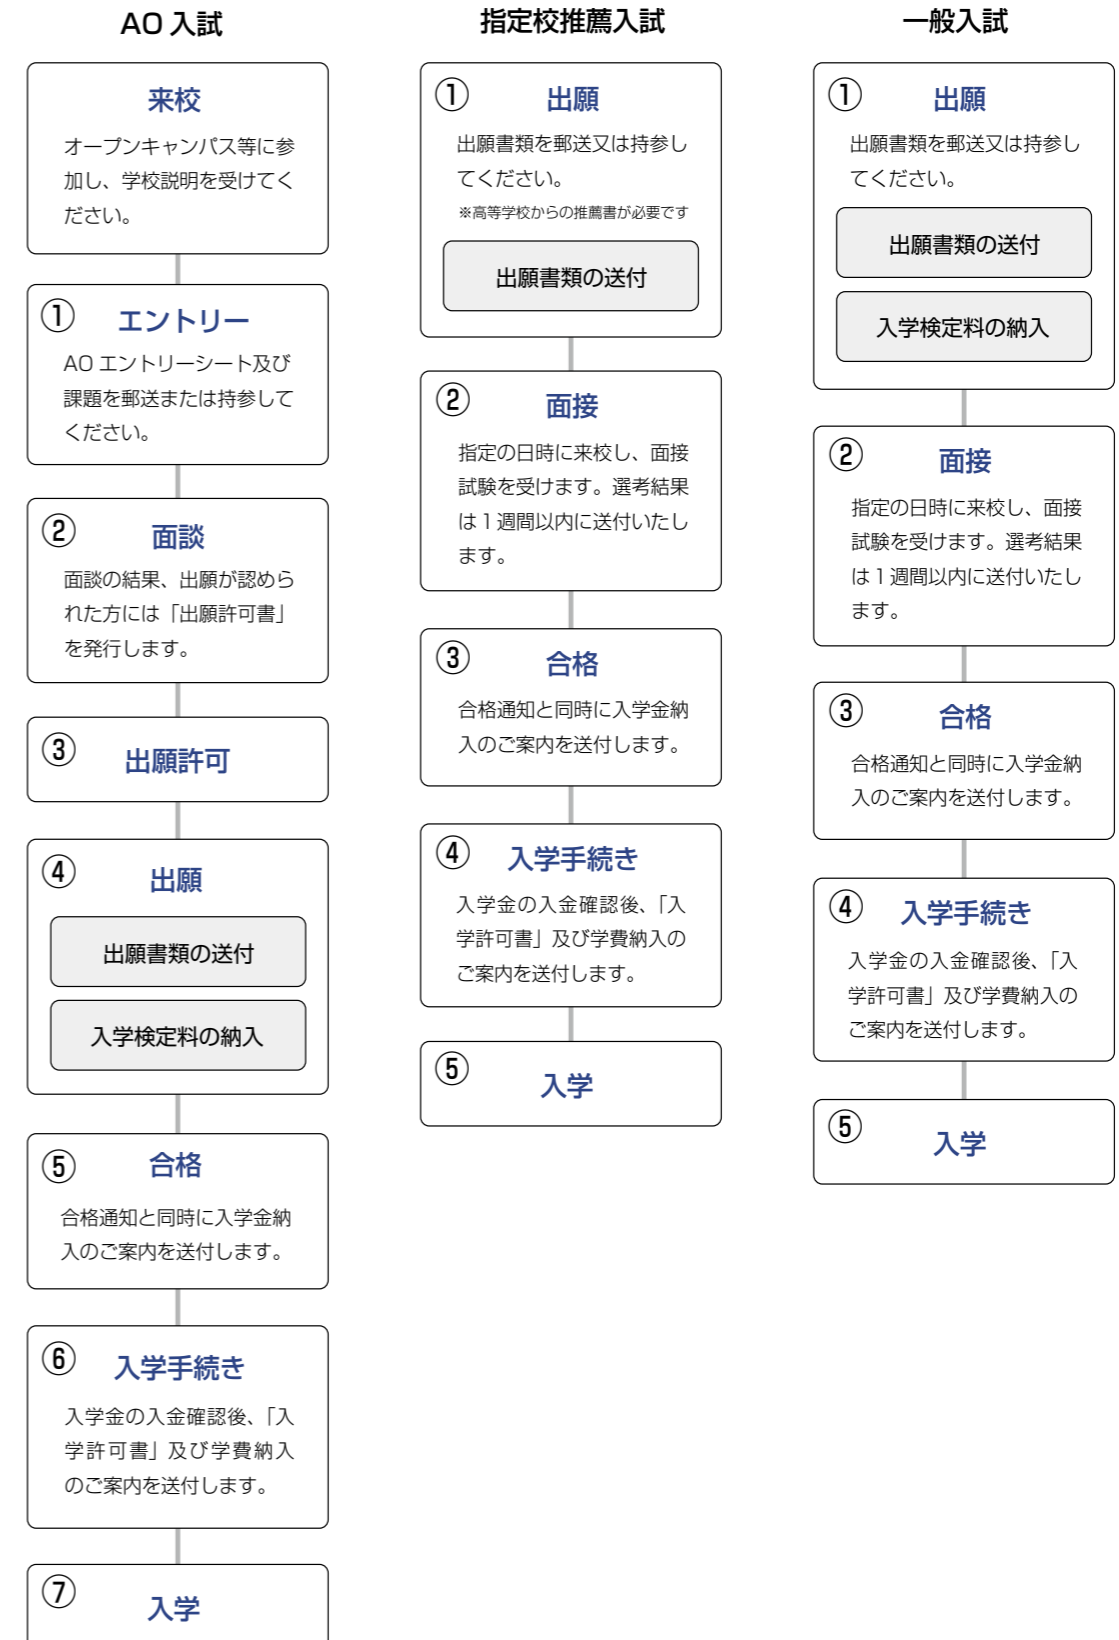 AO 入試
来校
オープンキャンパス等に参
加し、学校説明を受けてく
ださい。
①
エントリー
AO エントリーシート及び
課題を郵送または持参して
ください。
②
面談
面談の結果、出願が認めら
れた方には「出願許可書」
を発行します。
③
出願許可
④
出願
出願書類の送付
入学検定料の納入
⑤
合格
合格通知と同時に入学金納
入のご案内を送付します。
⑥
入学手続き
入学金の入金確認後、「入
学許可書」及び学費納入
のご案内を送付します。
⑦
入学
指定校推薦入試
①
出願
出願書類を郵送又は持参し
てください。
※高等学校からの推薦書が必要です
出願書類の送付
②
面接
指定の日時に来校し、面接
試験を受けます。選考結果
は 1 週間以内に送付いたし
ます。
③
合格
合格通知と同時に入学金納
入のご案内を送付します。
④
入学手続き
入学金の入金確認後、「入
学許可書」及び学費納入の
ご案内を送付します。
⑤
入学
一般入試
①
出願
出願書類を郵送又は持参し
てください。
出願書類の送付
入学検定料の納入
②
面接
指定の日時に来校し、面接
試験を受けます。選考結果
は 1 週間以内に送付いたし
ます。
③
合格
合格通知と同時に入学金納
入のご案内を送付します。
④
入学手続き
入学金の入金確認後、「入
学許可書」及び学費納入の
ご案内を送付します。
⑤
入学